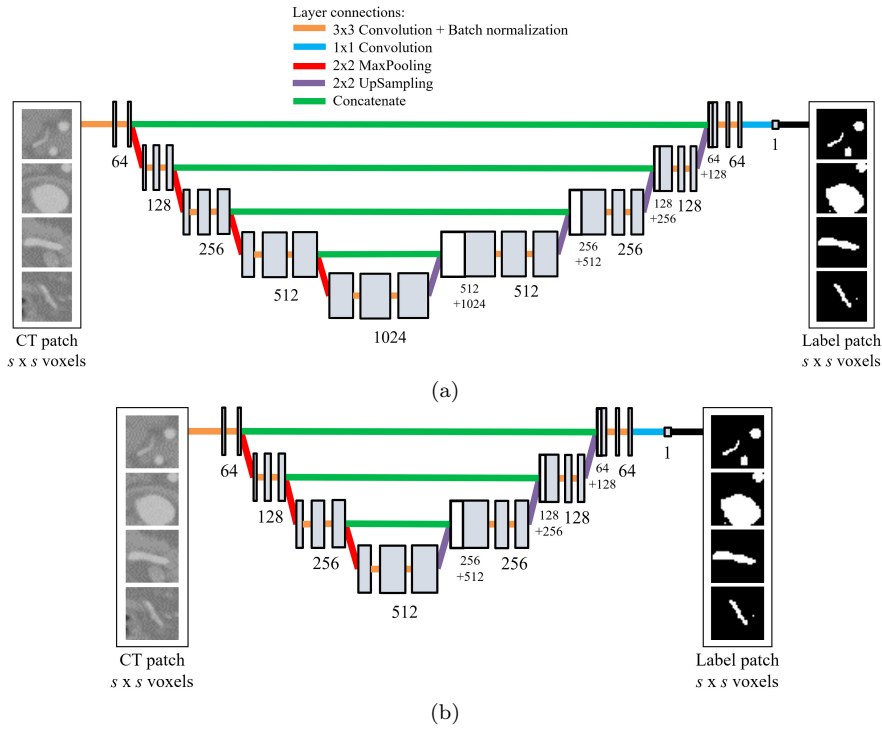 Layer connections:
3x3 Convolution + Batch normalization
1x1 Convolution
2x2 MaxPooling
2x2 UpSampling
Concatenate
64
128
256
512
1024
512
+1024
512
256
+512
256
128
+256
128
64
+128
64
1
CT patch
s x s voxels
Label patch
s x s voxels
(a)
64
128
256
512
256
+512
256
128
+256
128
64
+128
64
1
CT patch
s x s voxels
Label patch
s x s voxels
(b)